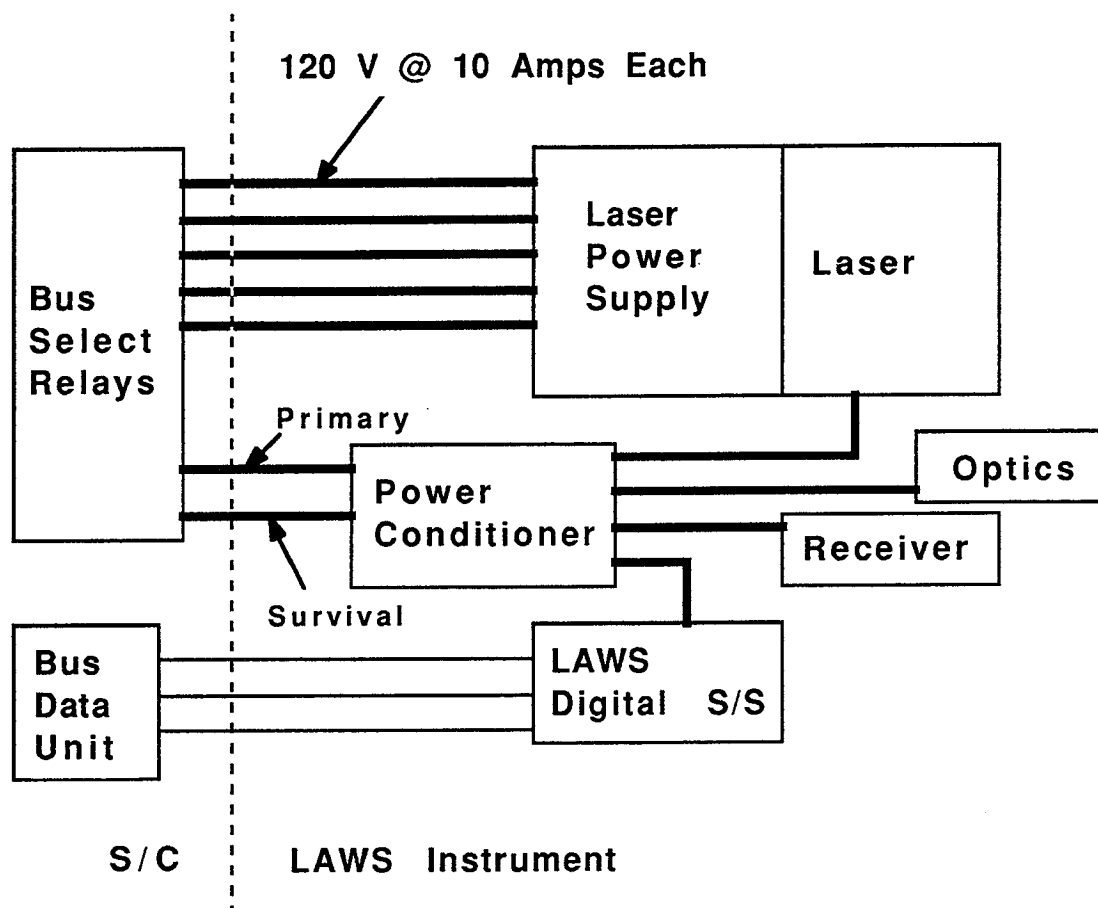 120 V @ 10 Amps Each
Bus
Select
Relays
Laser
Power
Supply
Laser
Primary
Power
Conditioner
Optics
Receiver
Survival
Bus
Data
Unit
LAWS
Digital S/S
S/C
LAWS Instrument